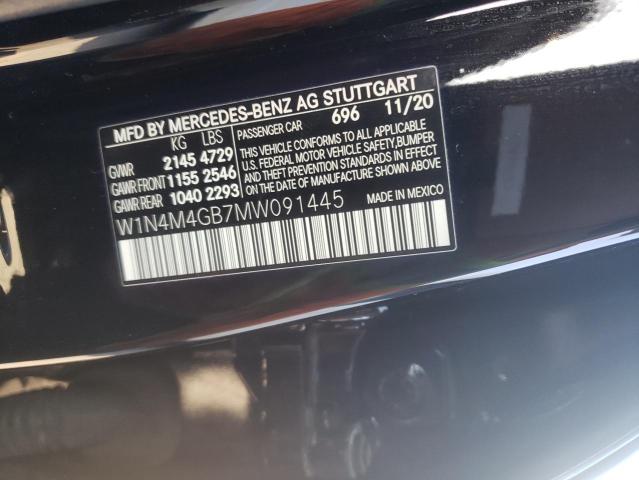 MFD BY MERCEDES-BENZ AG STUTTGART
KG LBS
GVWR 2145 4729
GAWR FRONT 1155 2546
GAWR REAR 1040 2293
PASSENGER CAR 696 11/20
THIS VEHICLE CONFORMS TO ALL APPLICABLE
U.S. FEDERAL MOTOR VEHICLE SAFETY, BUMPER
AND THEFT PREVENTION STANDARDS IN EFFECT
ON THE DATE OF MANUFACTURE SHOWN ABOVE
W1N4M4GB7MW091445
MADE IN MEXICO